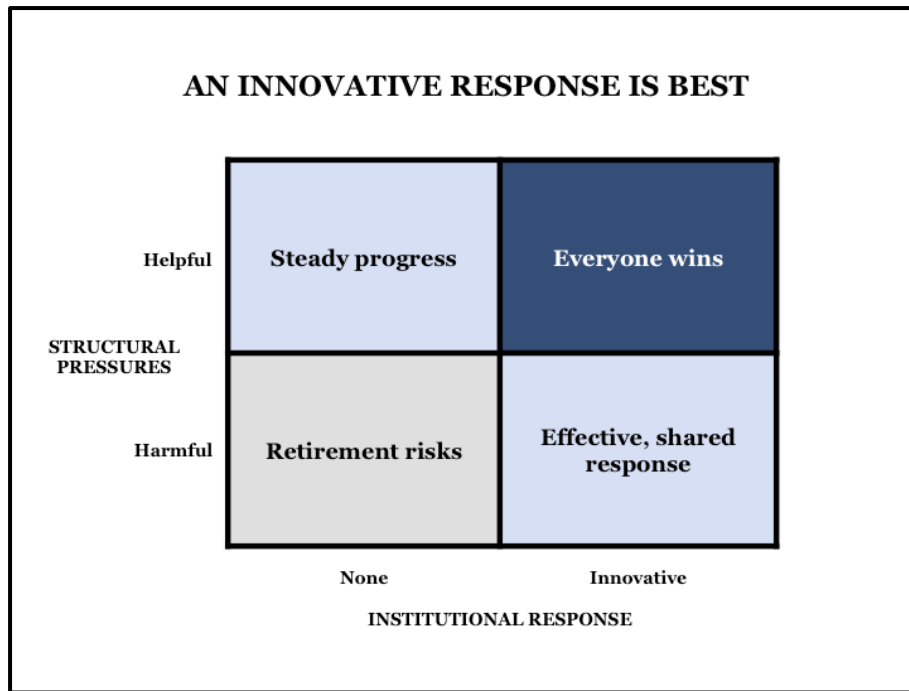 AN INNOVATIVE RESPONSE IS BEST
Helpful
Steady progress
Everyone wins
STRUCTURAL
PRESSURES
Harmful
Retirement risks
Effective, shared
response
None
Innovative
INSTITUTIONAL RESPONSE